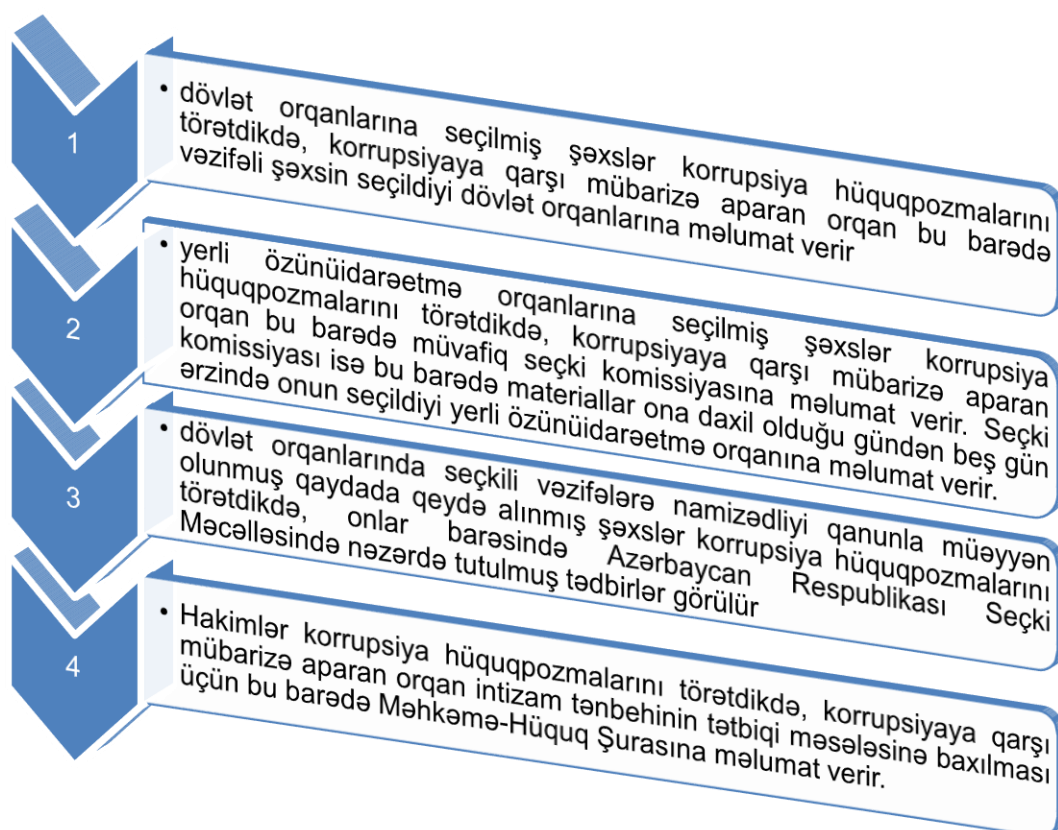 1
• dövlət orqanlarına seçilmiş şəxslər korrupsiya hüquqpozmalarını
törətdikdə, korrupsiyaya qarşı mübarizə aparan orqan bu barədə
vəzifəli şəxsin seçildiyi dövlət orqanlarına məlumat verir
2
• yerli özünüidarəetmə orqanlarına seçilmiş şəxslər korrupsiya
hüquqpozmalarını törətdikdə, korrupsiyaya qarşı mübarizə aparan
orqan bu barədə müvafiq seçki komissiyasına məlumat verir. Seçki
komissiyası isə bu barədə materiallar ona daxil olduğu gündən beş gün
ərzində onun seçildiyi yerli özünüidarəetmə orqanına məlumat verir.
3
• dövlət orqanlarında seçkili vəzifələrə namizədliyi qanunla müəyyən
olunmuş qaydada qeydə alınmış şəxslər korrupsiya hüquqpozmalarını
törətdikdə, onlar barəsində Azərbaycan Respublikası Seçki
Məcəlləsində nəzərdə tutulmuş tədbirlər görülür
4
• Hakimlər korrupsiya hüquqpozmalarını törətdikdə, korrupsiyaya qarşı
mübarizə aparan orqan intizam tənbehinin tətbiqi məsələsinə baxılması
üçün bu barədə Məhkəmə-Hüquq Şurasına məlumat verir.